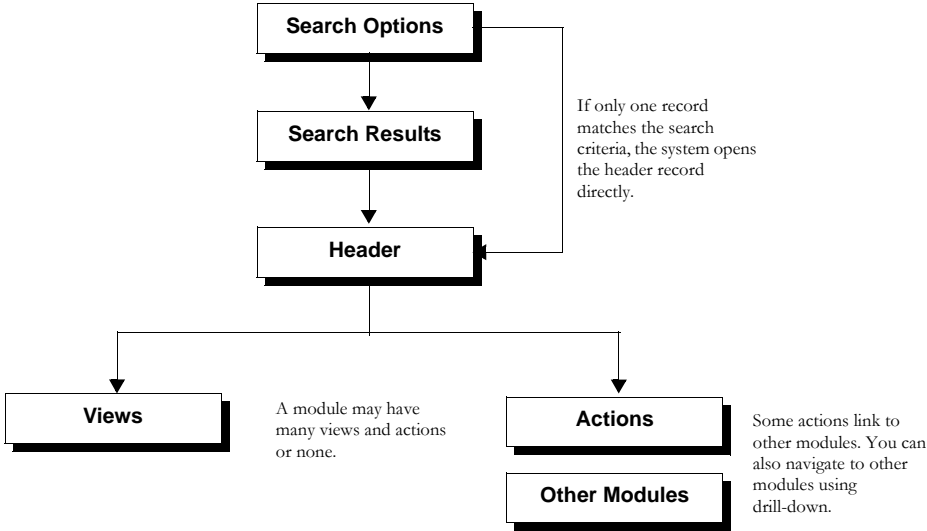 Search Options
If only one record
matches the search
criteria, the system opens
the header record
directly.
Search Results
Header
Views
A module may have
many views and actions
or none.
Actions
Some actions link to
other modules. You can
also navigate to other
modules using
drill-down.
Other Modules